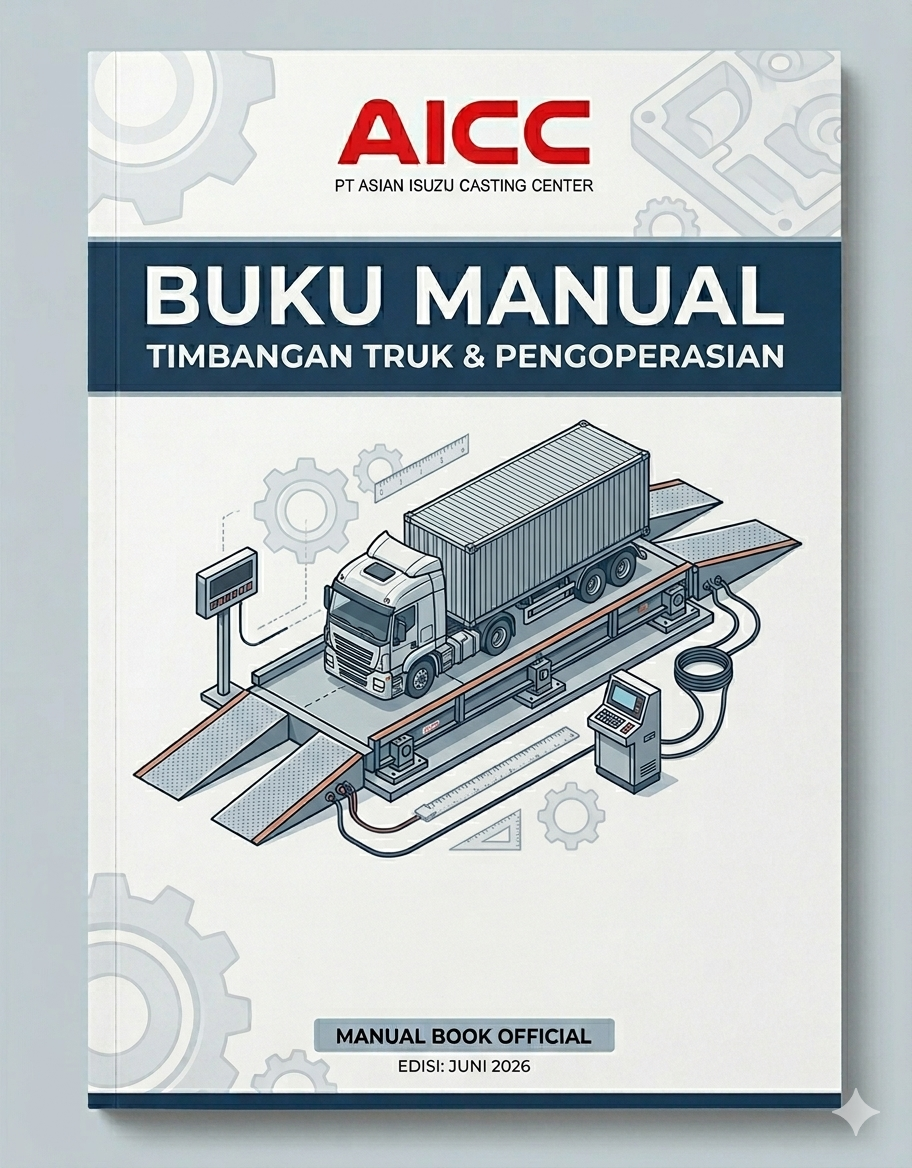 AICC
PT ASIAN ISUZU CASTING CENTER
BUKU MANUAL
TIMBANGAN TRUK & PENGOPERASIAN
MANUAL BOOK OFFICIAL
EDISI: JUNI 2026